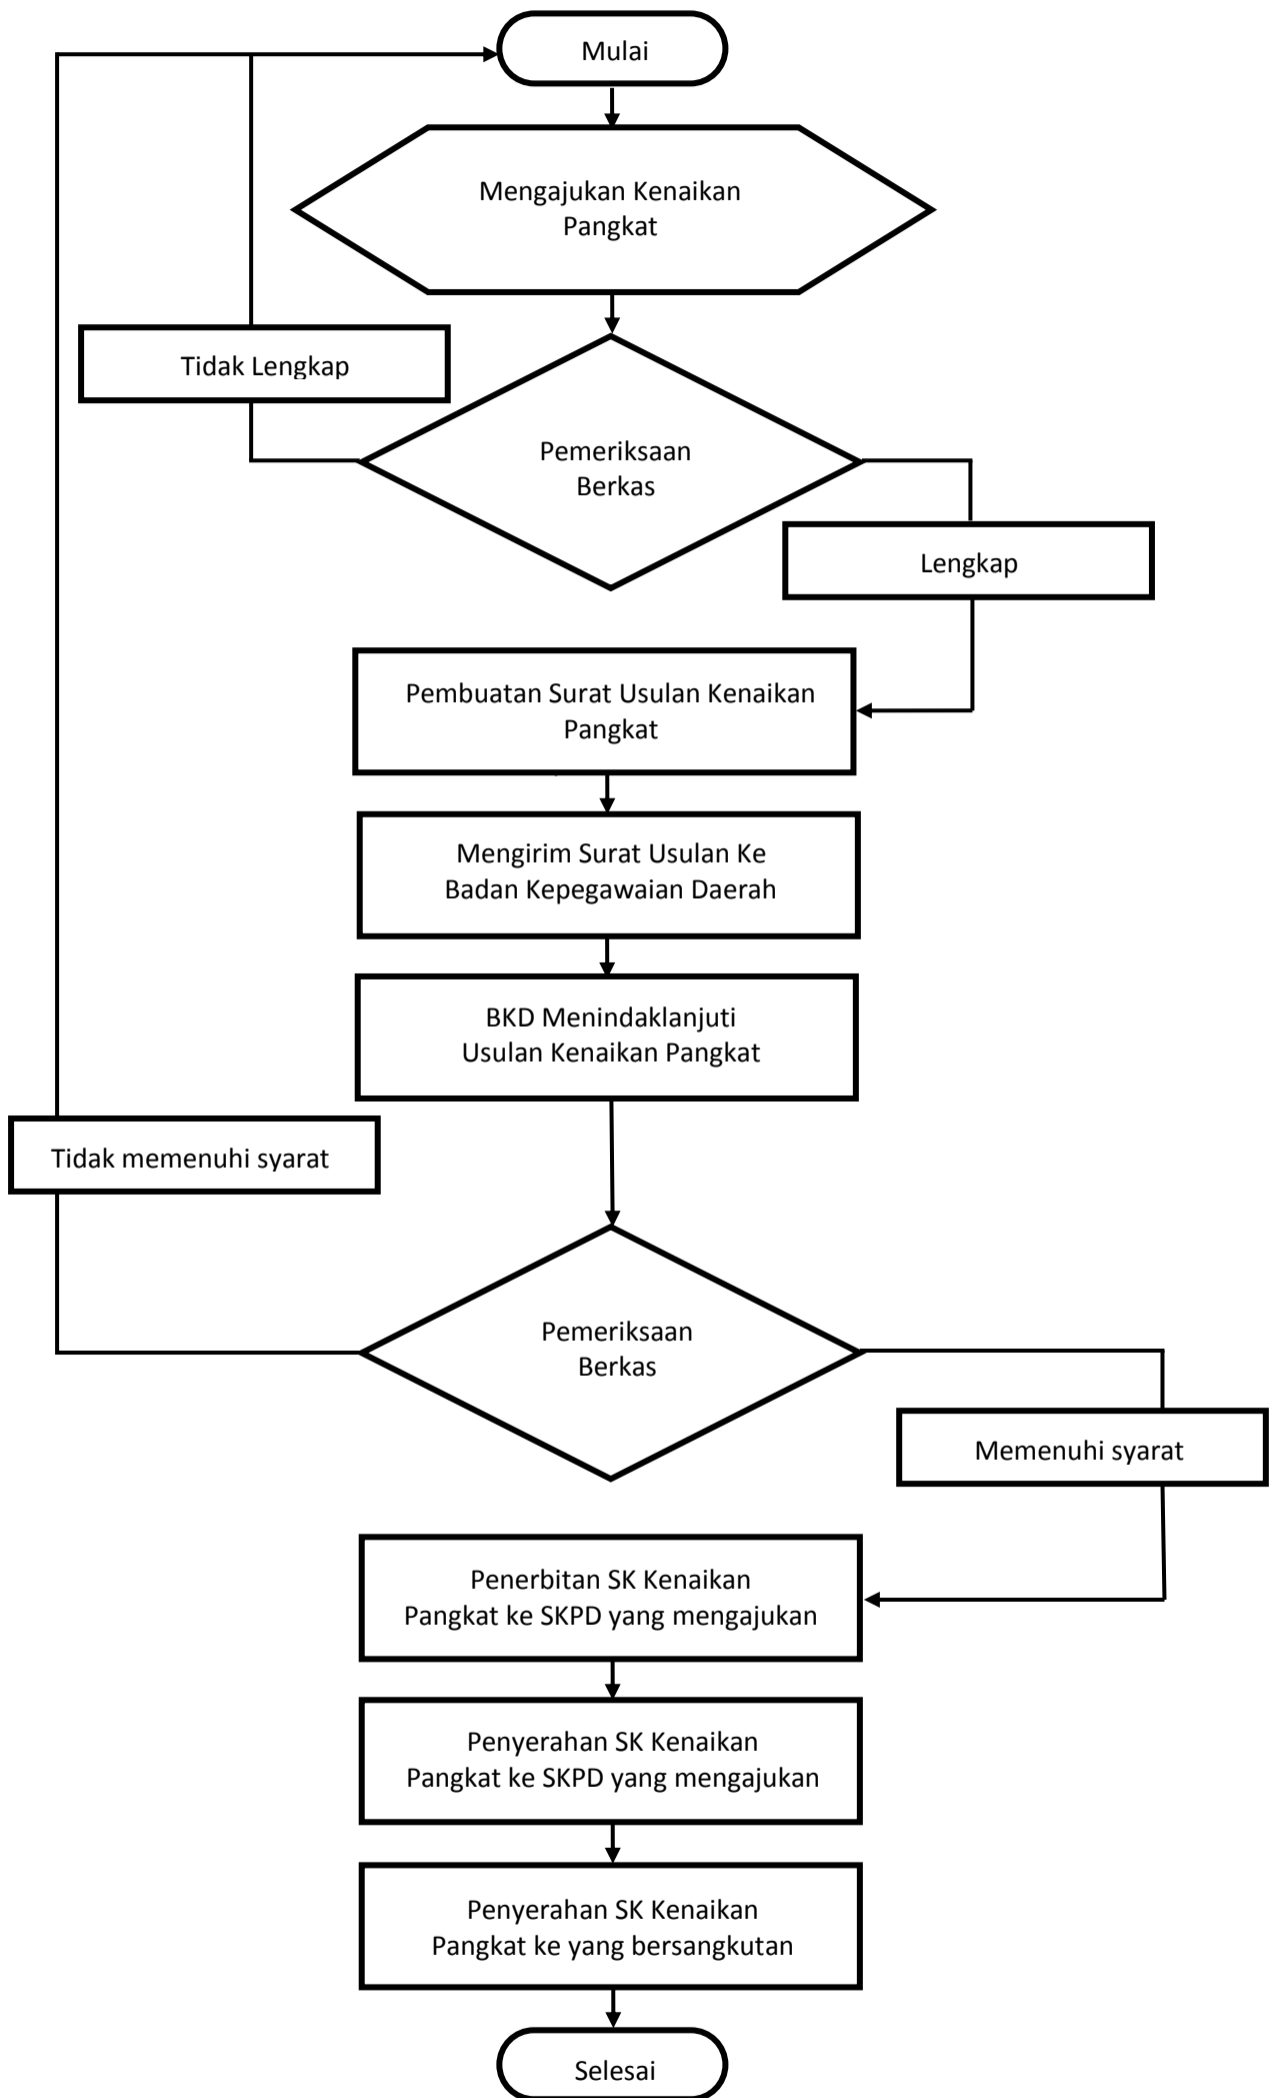 Mulai
Mengajukan Kenaikan
Pangkat
Tidak Lengkap
Pemeriksaan
Berkas
Lengkap
Pembuatan Surat Usulan Kenaikan
Pangkat
Mengirim Surat Usulan Ke
Badan Kepegawaian Daerah
BKD Menindaklanjuti
Usulan Kenaikan Pangkat
Tidak memenuhi syarat
Pemeriksaan
Berkas
Memenuhi syarat
Penerbitan SK Kenaikan
Pangkat ke SKPD yang mengajukan
Penyerahan SK Kenaikan
Pangkat ke SKPD yang mengajukan
Penyerahan SK Kenaikan
Pangkat ke yang bersangkutan
Selesai